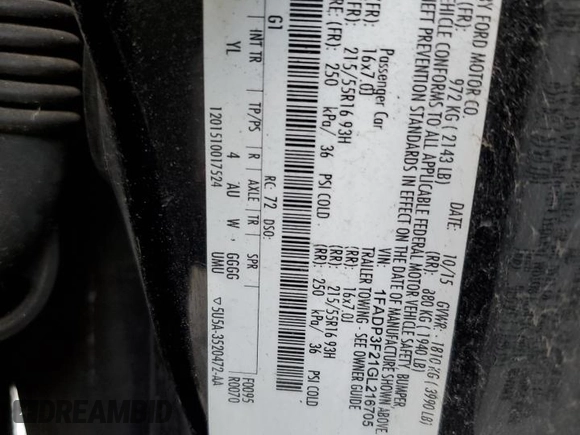 BY FORD MOTOR CO.
DATE: 10/15 GVWR: 1810 KG ( 3990 LB)
(FR) 972 KG ( 2143 LB) (RR) 880 KG ( 1940 LB)
VEHICLE CONFORMS TO ALL APPLICABLE FEDERAL MOTOR VEHICLE SAFETY, BUMPER,
THEFT PREVENTION STANDARDS IN EFFECT ON THE DATE OF MANUFACTURE SHOWN ABOVE
VIN: 1FADP3F21GL216705
Passenger Car TRAILER TOWING - SEE OWNER GUIDE
(FR): 16x7.0J (RR): 16x7.0J
(FR): 215/55R16 93H (RR): 215/55R16 93H
(FR): 250 kPa/ 36 PSI COLD (RR): 250 kPa/ 36 PSI COLD
G1 RC: 72 DSO: F0095
INT TR TP/PS R AXLE TR SPR R0070
YL 4 AU W , GGGG UMU
1201510017524 ▽ 5U5A-3520472-AA
DREAMBID